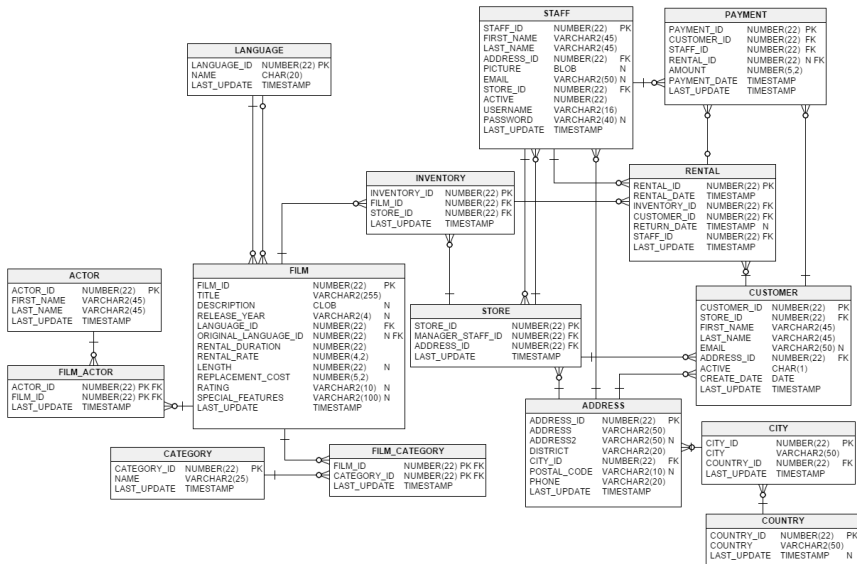 LANGUAGE
LANGUAGE_ID NUMBER(22) PK
NAME CHAR(20)
LAST_UPDATE TIMESTAMP
STAFF
STAFF_ID NUMBER(22) PK
FIRST_NAME VARCHAR2(45)
LAST_NAME VARCHAR2(45)
ADDRESS_ID NUMBER(22) FK
PICTURE BLOB N
EMAIL VARCHAR2(50) N
STORE_ID NUMBER(22) FK
ACTIVE NUMBER(22)
USERNAME VARCHAR2(16)
PASSWORD VARCHAR2(40) N
LAST_UPDATE TIMESTAMP
PAYMENT
PAYMENT_ID NUMBER(22) PK
CUSTOMER_ID NUMBER(22) FK
STAFF_ID NUMBER(22) FK
RENTAL_ID NUMBER(22) N FK
AMOUNT NUMBER(5,2)
PAYMENT_DATE TIMESTAMP
LAST_UPDATE TIMESTAMP
INVENTORY
INVENTORY_ID NUMBER(22) PK
FILM_ID NUMBER(22) FK
STORE_ID NUMBER(22) FK
LAST_UPDATE TIMESTAMP
RENTAL
RENTAL_ID NUMBER(22) PK
RENTAL_DATE TIMESTAMP
INVENTORY_ID NUMBER(22) FK
CUSTOMER_ID NUMBER(22) FK
RETURN_DATE TIMESTAMP N
STAFF_ID NUMBER(22) FK
LAST_UPDATE TIMESTAMP
ACTOR
ACTOR_ID NUMBER(22) PK
FIRST_NAME VARCHAR2(45)
LAST_NAME VARCHAR2(45)
LAST_UPDATE TIMESTAMP
FILM
FILM_ID NUMBER(22) PK
TITLE VARCHAR2(255)
DESCRIPTION CLOB N
RELEASE_YEAR VARCHAR2(4) N
LANGUAGE_ID NUMBER(22) FK
ORIGINAL_LANGUAGE_ID NUMBER(22) N FK
RENTAL_DURATION NUMBER(22)
RENTAL_RATE NUMBER(4,2)
LENGTH NUMBER(22) N
REPLACEMENT_COST NUMBER(5,2)
RATING VARCHAR2(10) N
SPECIAL_FEATURES VARCHAR2(100) N
LAST_UPDATE TIMESTAMP
STORE
STORE_ID NUMBER(22) PK
MANAGER_STAFF_ID NUMBER(22) FK
ADDRESS_ID NUMBER(22) FK
LAST_UPDATE TIMESTAMP
CUSTOMER
CUSTOMER_ID NUMBER(22) PK
STORE_ID NUMBER(22) FK
FIRST_NAME VARCHAR2(45)
LAST_NAME VARCHAR2(45)
EMAIL VARCHAR2(50) N
ADDRESS_ID NUMBER(22) FK
ACTIVE CHAR(1)
CREATE_DATE DATE
LAST_UPDATE TIMESTAMP
FILM_ACTOR
ACTOR_ID NUMBER(22) PK FK
FILM_ID NUMBER(22) PK FK
LAST_UPDATE TIMESTAMP
CATEGORY
CATEGORY_ID NUMBER(22) PK
NAME VARCHAR2(25)
LAST_UPDATE TIMESTAMP
FILM_CATEGORY
FILM_ID NUMBER(22) PK FK
CATEGORY_ID NUMBER(22) PK FK
LAST_UPDATE TIMESTAMP
ADDRESS
ADDRESS_ID NUMBER(22) PK
ADDRESS VARCHAR2(50)
ADDRESS2 VARCHAR2(50) N
DISTRICT VARCHAR2(20)
CITY_ID NUMBER(22) FK
POSTAL_CODE VARCHAR2(10) N
PHONE VARCHAR2(20)
LAST_UPDATE TIMESTAMP
CITY
CITY_ID NUMBER(22) PK
CITY VARCHAR2(50)
COUNTRY_ID NUMBER(22) FK
LAST_UPDATE TIMESTAMP
COUNTRY
COUNTRY_ID NUMBER(22) PK
COUNTRY VARCHAR2(50)
LAST_UPDATE TIMESTAMP N